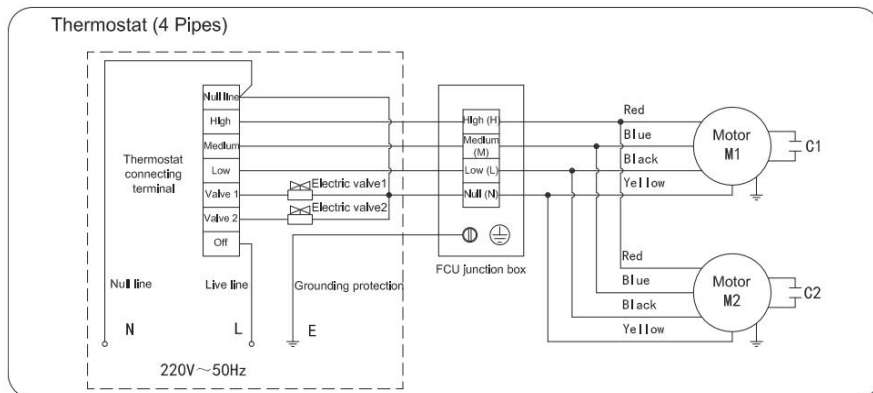 Thermostat (4 Pipes)
Null line
High
Medium
Low
Valve 1
Valve 2
Off
Thermostat
connecting
terminal
Electric valve1
Electric valve2
Null line
Live line
Grounding protection
N
L
E
220V～50Hz
High (H)
Medium
(M)
Low (L)
Null (N)
FCU junction box
Red
Blue
Black
Yellow
Motor
M1
C1
Red
Blue
Black
Yellow
Motor
M2
C2